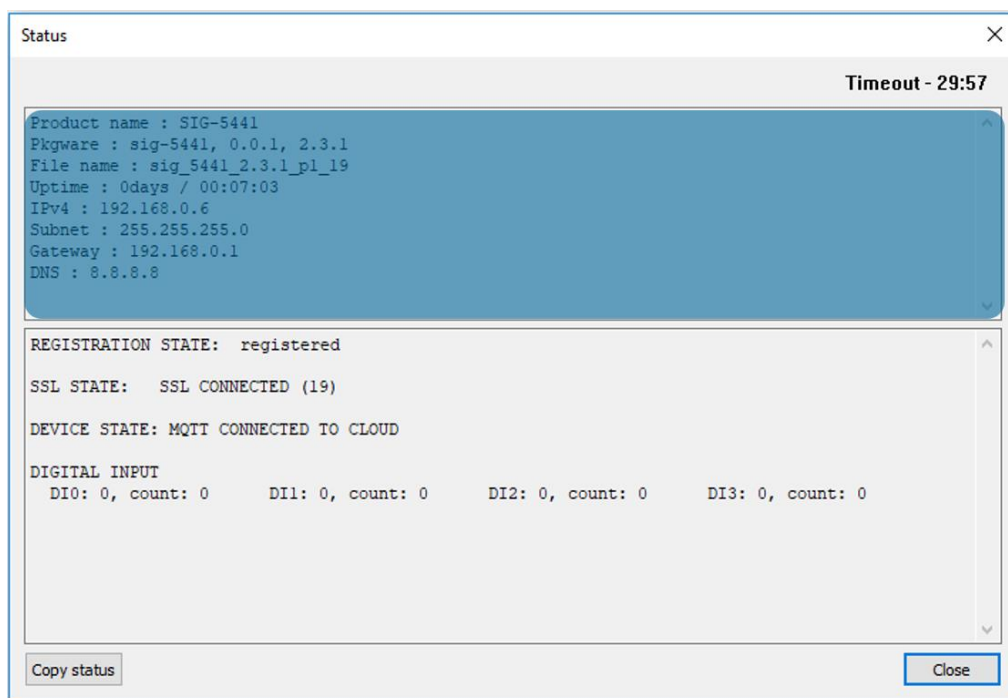 Status
Timeout - 29:57
Product name : SIG-5441
Pkgware : sig-5441, 0.0.1, 2.3.1
File name : sig_5441_2.3.1_pl_19
Uptime : 0days / 00:07:03
IPv4 : 192.168.0.6
Subnet : 255.255.255.0
Gateway : 192.168.0.1
DNS : 8.8.8.8
REGISTRATION STATE: registered
SSL STATE: SSL CONNECTED (19)
DEVICE STATE: MQTT CONNECTED TO CLOUD
DIGITAL INPUT
DI0: 0, count: 0 DI1: 0, count: 0 DI2: 0, count: 0 DI3: 0, count: 0
Copy status Close